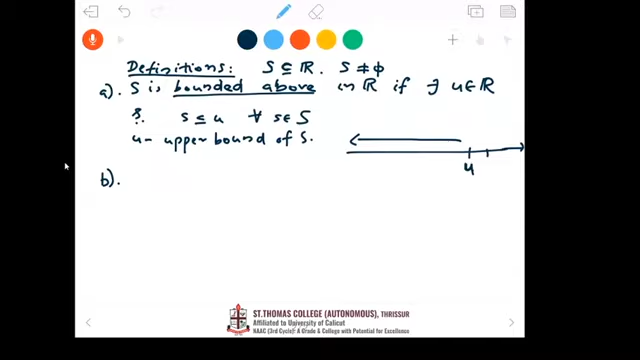 Definitions: S ⊆ ℝ. S ≠ ϕ
a). S is bounded above in ℝ if ∃ u ∈ ℝ
s ≤ u ∀ s ∈ S
u - upper bound of S.
u
b).
ST. THOMAS COLLEGE (AUTONOMOUS), THRISSUR
Affiliated to University of Calicut
NAAC (3rd Cycle): A Grade & College with Potential for Excellence